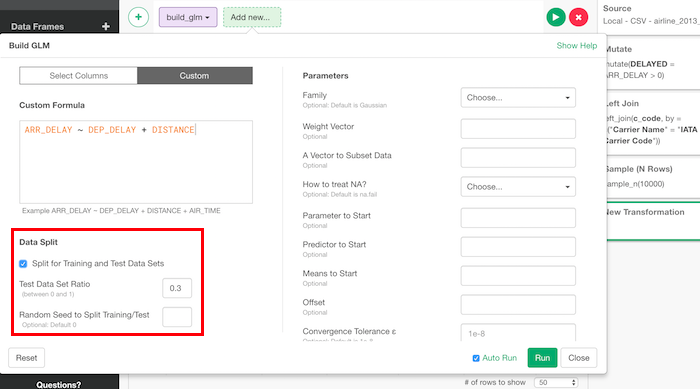 Data Frames +
+ build_glm Add new...
Source
Local - CSV - airline_2013_
Build GLM
Show Help
Mutate
mutate(DELAYED =
ARR_DELAY > 0)
Select Columns Custom
Parameters
Custom Formula
Family
Optional: Default is Gaussian
Choose...
Left Join
left_join(c_code, by =
("Carrier Name" = "IATA
Carrier Code"))
ARR_DELAY ~ DEP_DELAY + DISTANCE
Weight Vector
Optional
A Vector to Subset Data
Optional
Sample (N Rows)
sample_n(10000)
How to treat NA?
Optional: Default is na.fail
Choose...
Example ARR_DELAY ~ DEP_DELAY + DISTANCE + AIR_TIME
Parameter to Start
Optional
New Transformation
Data Split
Predictor to Start
Optional
Split for Training and Test Data Sets
Means to Start
Optional
Test Data Set Ratio
(between 0 and 1)
0.3
Offset
Optional
Random Seed to Split Training/Test
Optional: Default 0
Convergence Tolerance ε
1e-8
Reset
Auto Run Run Close
Questions?
# of rows to show 50